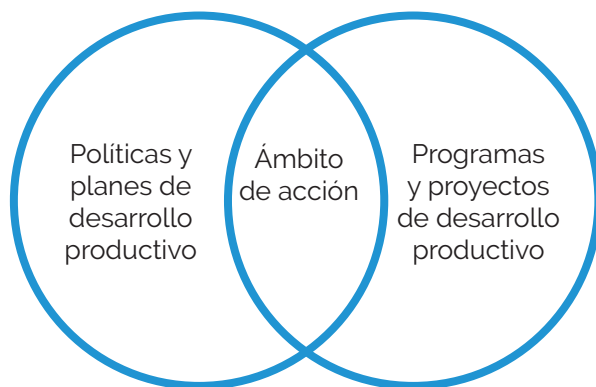 Políticas y
planes de
desarrollo
productivo
Ámbito
de acción
Programas
y proyectos
de desarrollo
productivo